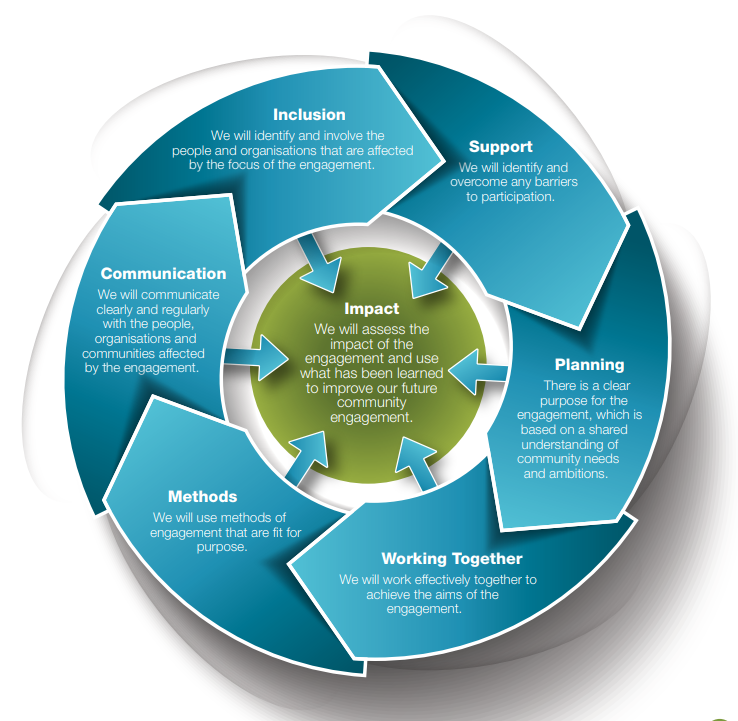 Inclusion
We will identify and involve the
people and organisations that are affected
by the focus of the engagement.
Support
We will identify and
overcome any barriers
to participation.
Planning
There is a clear
purpose for the
engagement, which is
based on a shared
understanding of
community needs
and ambitions.
Working Together
We will work effectively together to
achieve the aims of the
engagement.
Methods
We will use methods of
engagement that are fit for
purpose.
Communication
We will communicate
clearly and regularly
with the people,
organisations and
communities affected
by the engagement.
Impact
We will assess the
impact of the
engagement and use
what has been learned
to improve our future
community
engagement.